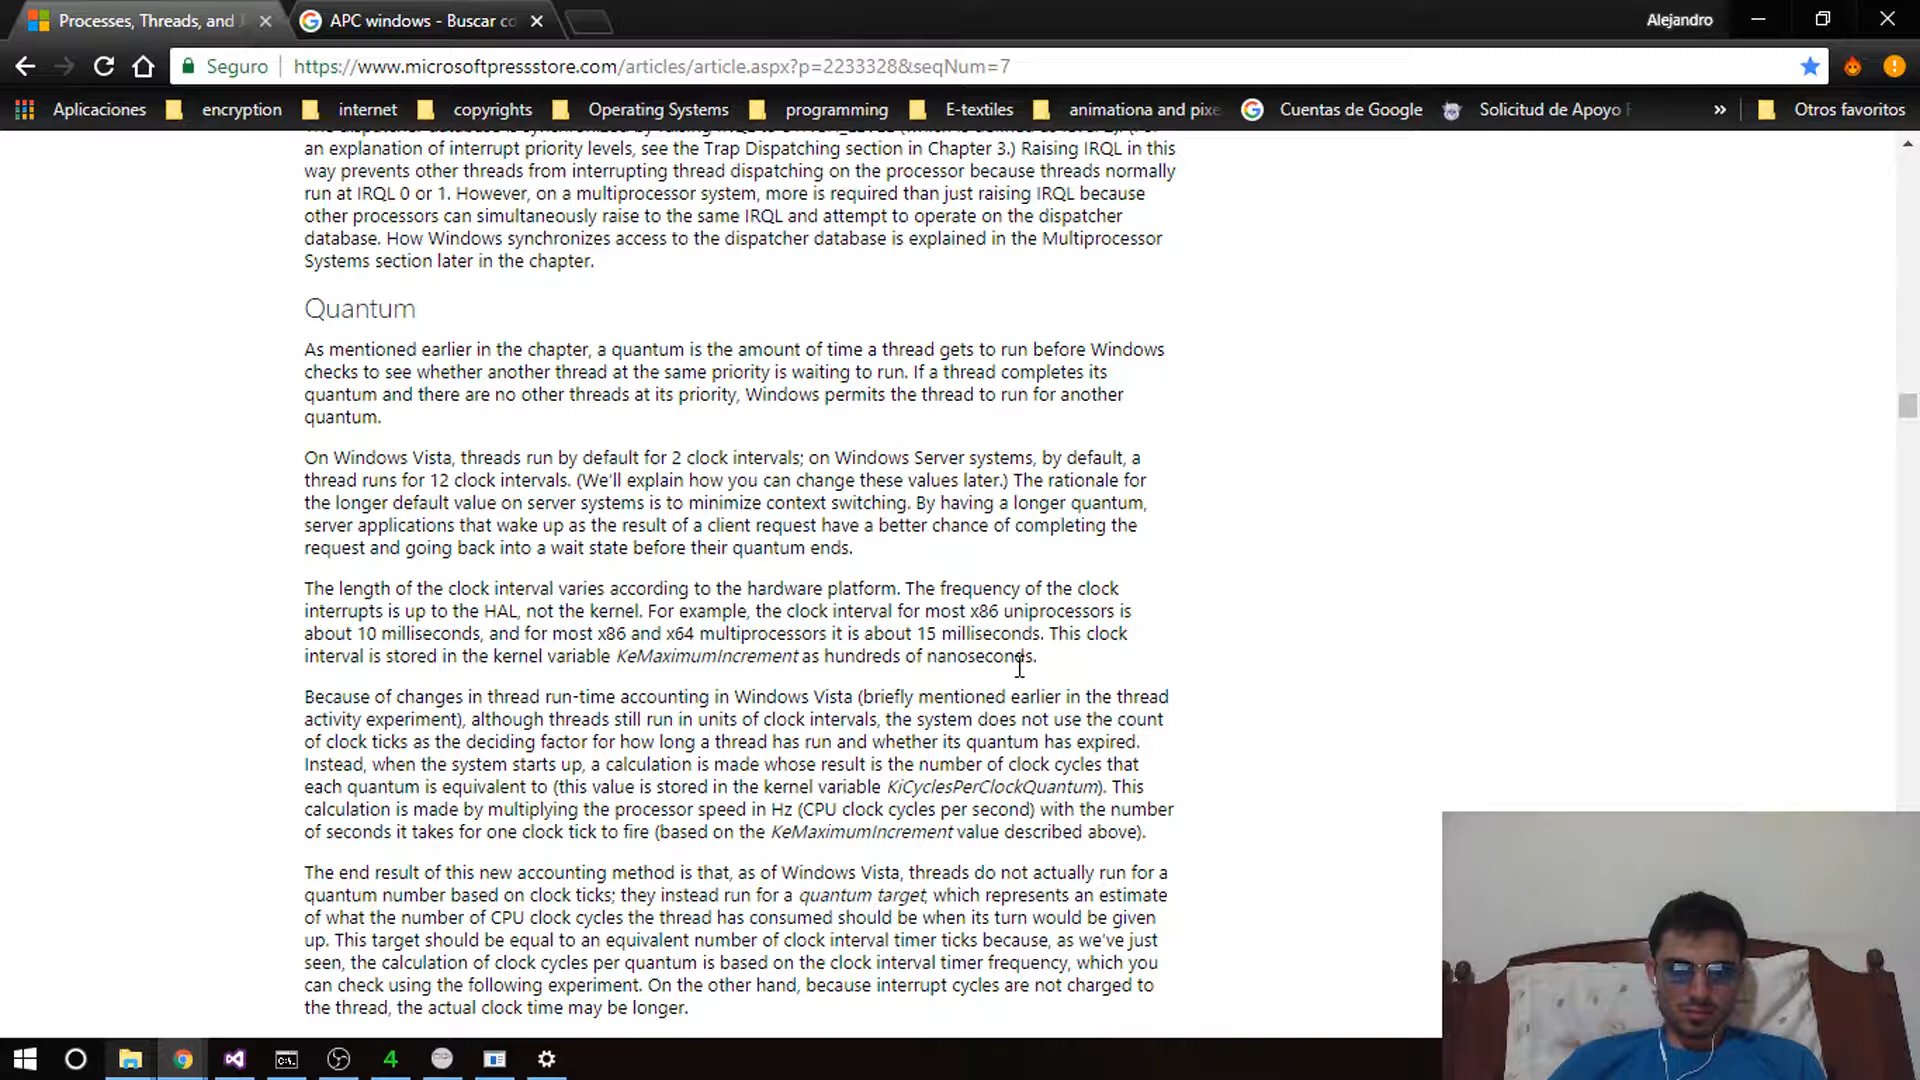 Processes, Threads, and J
APC windows - Buscar co
Alejandro
Seguro
https://www.microsoftpressstore.com/articles/article.aspx?p=2233328&seqNum=7
Aplicaciones
encryption
internet
copyrights
Operating Systems
programming
E-textiles
animationa and pixe
Cuentas de Google
Solicitud de Apoyo
»
Otros favoritos
an explanation of interrupt priority levels, see the Trap Dispatching section in Chapter 3.) Raising IRQL in this
way prevents other threads from interrupting thread dispatching on the processor because threads normally
run at IRQL 0 or 1. However, on a multiprocessor system, more is required than just raising IRQL because
other processors can simultaneously raise to the same IRQL and attempt to operate on the dispatcher
database. How Windows synchronizes access to the dispatcher database is explained in the Multiprocessor
Systems section later in the chapter.
Quantum
As mentioned earlier in the chapter, a quantum is the amount of time a thread gets to run before Windows
checks to see whether another thread at the same priority is waiting to run. If a thread completes its
quantum and there are no other threads at its priority, Windows permits the thread to run for another
quantum.
On Windows Vista, threads run by default for 2 clock intervals; on Windows Server systems, by default, a
thread runs for 12 clock intervals. (We'll explain how you can change these values later.) The rationale for
the longer default value on server systems is to minimize context switching. By having a longer quantum,
server applications that wake up as the result of a client request have a better chance of completing the
request and going back into a wait state before their quantum ends.
The length of the clock interval varies according to the hardware platform. The frequency of the clock
interrupts is up to the HAL, not the kernel. For example, the clock interval for most x86 uniprocessors is
about 10 milliseconds, and for most x86 and x64 multiprocessors it is about 15 milliseconds. This clock
interval is stored in the kernel variable KeMaximumIncrement as hundreds of nanoseconds.
Because of changes in thread run-time accounting in Windows Vista (briefly mentioned earlier in the thread
activity experiment), although threads still run in units of clock intervals, the system does not use the count
of clock ticks as the deciding factor for how long a thread has run and whether its quantum has expired.
Instead, when the system starts up, a calculation is made whose result is the number of clock cycles that
each quantum is equivalent to (this value is stored in the kernel variable KiCyclesPerClockQuantum). This
calculation is made by multiplying the processor speed in Hz (CPU clock cycles per second) with the number
of seconds it takes for one clock tick to fire (based on the KeMaximumIncrement value described above).
The end result of this new accounting method is that, as of Windows Vista, threads do not actually run for a
quantum number based on clock ticks; they instead run for a quantum target, which represents an estimate
of what the number of CPU clock cycles the thread has consumed should be when its turn would be given
up. This target should be equal to an equivalent number of clock interval timer ticks because, as we've just
seen, the calculation of clock cycles per quantum is based on the clock interval timer frequency, which you
can check using the following experiment. On the other hand, because interrupt cycles are not charged to
the thread, the actual clock time may be longer.
4